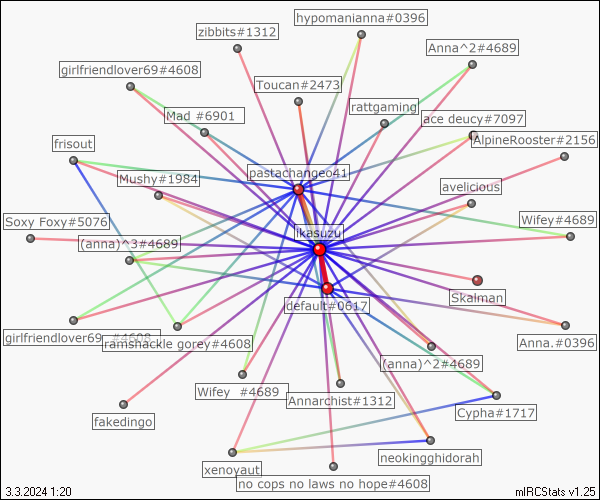 hypomanianna#0396
zibbits#1312
Anna^2#4689
girlfriendlover69#4608
Toucan#2473
rattgaming
Mad #6901
ace deucy#7097
frisout
AlpineRooster#2156
pastachangeo41
Mushy#1984
avelicious
Soxy Foxy#5076
Wifey#4689
ikasuzu
(anna)^3#4689
Skalman
default#0617
girlfriendlover69 #4608
ramshackle gorey#4608
Anna.#0396
(anna)^2#4689
Wifey #4689
Annarchist#1312
fakedingo
Cypha#1717
neokingghidorah
xenoyaut
no cops no laws no hope#4608
3.3.2024 1:20
mIRCStats v1.25